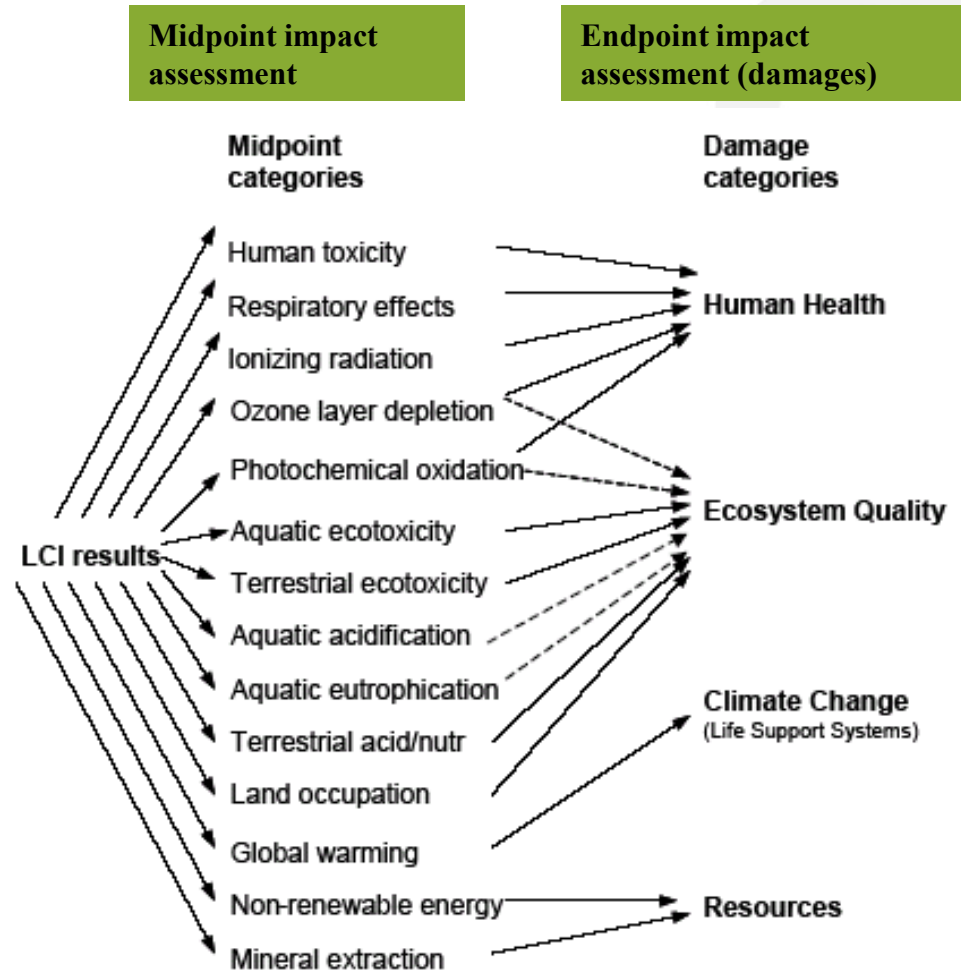 Midpoint impact
assessment
Endpoint impact
assessment (damages)
Midpoint
categories
Damage
categories
Human toxicity
Respiratory effects
Ionizing radiation
Ozone layer depletion
Photochemical oxidation
Aquatic ecotoxicity
Terrestrial ecotoxicity
Aquatic acidification
Aquatic eutrophication
Terrestrial acid/nutr
Land occupation
Global warming
Non-renewable energy
Mineral extraction
LCI results
Human Health
Ecosystem Quality
Climate Change
(Life Support Systems)
Resources